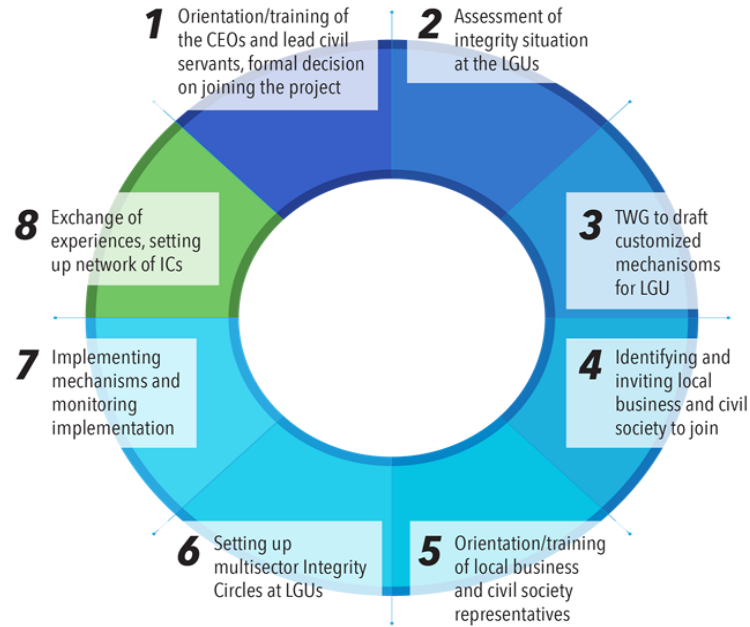 1 Orientation/training of
the CEOs and lead civil
servants, formal decision
on joining the project
2 Assessment of
integrity situation
at the LGUs
3 TWG to draft
customized
mechanisoms
for LGU
4 Identifying and
inviting local
business and civil
society to join
5 Orientation/training
of local business
and civil society
representatives
6 Setting up
multisector Integrity
Circles at LGUs
7 Implementing
mechanisms and
monitoring
implementation
8 Exchange of
experiences, setting
up network of ICs